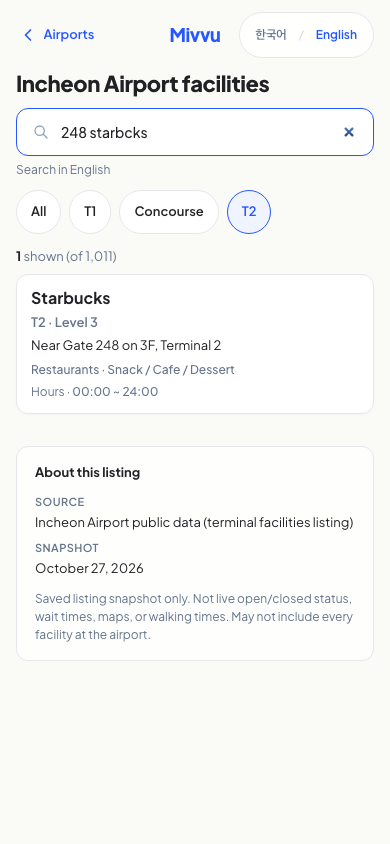 Airports
Mivvu
한국어 / English
Incheon Airport facilities
248 starbcks
Search in English
All
T1
Concourse
T2
1 shown (of 1,011)
Starbucks
T2 · Level 3
Near Gate 248 on 3F, Terminal 2
Restaurants · Snack / Cafe / Dessert
Hours · 00:00 ~ 24:00
About this listing
SOURCE
Incheon Airport public data (terminal facilities listing)
SNAPSHOT
October 27, 2026
Saved listing snapshot only. Not live open/closed status,
wait times, maps, or walking times. May not include every
facility at the airport.